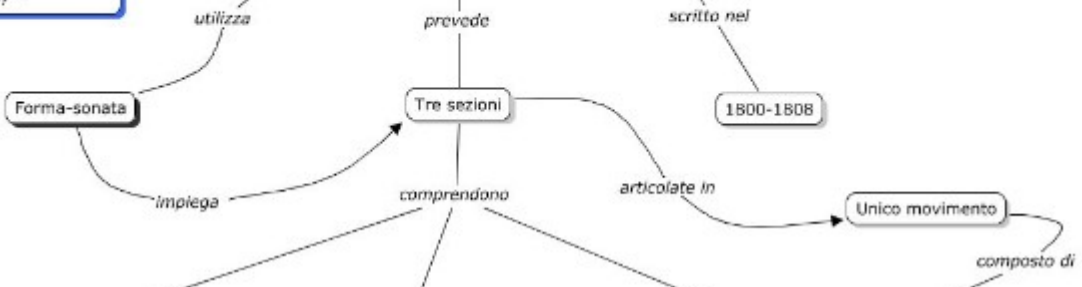 utilizza
prevede
scritto nel
Forma-sonata
Tre sezioni
1800-1808
impiega
comprendono
articolate in
Unico movimento
composto di